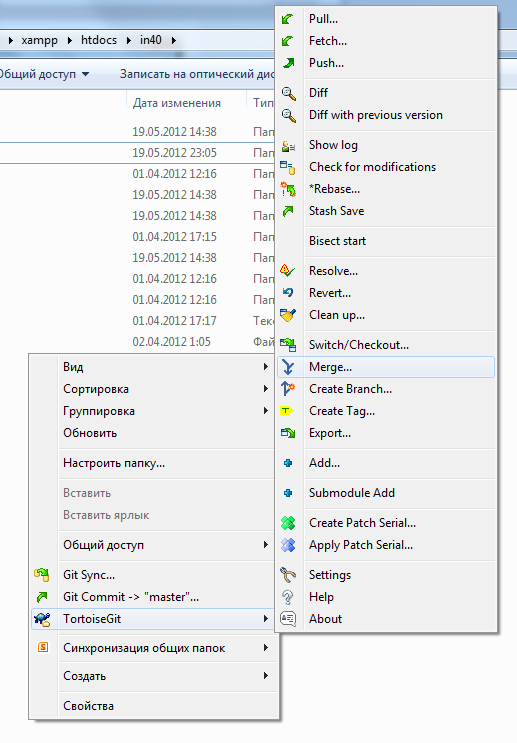 xampp ▸ htdocs ▸ in40
Общий доступ
Записать на оптический дис
Дата изменения
Тип
19.05.2012 14:38 Пап
19.05.2012 23:05 Пап
01.04.2012 12:16 Пап
19.05.2012 14:38 Пап
19.05.2012 14:38 Пап
01.04.2012 17:15 Пап
19.05.2012 14:38 Пап
01.04.2012 12:16 Пап
01.04.2012 12:16 Пап
01.04.2012 17:17 Текс
02.04.2012 1:05 Фай
Вид
Сортировка
Группировка
Обновить
Настроить папку...
Вставить
Вставить ярлык
Общий доступ
Git Sync...
Git Commit -> "master"...
TortoiseGit
Синхронизация общих папок
Создать
Свойства
Pull...
Fetch...
Push...
Diff
Diff with previous version
Show log
Check for modifications
*Rebase...
Stash Save
Bisect start
Resolve...
Revert...
Clean up...
Switch/Checkout...
Merge...
Create Branch...
Create Tag...
Export...
Add...
Submodule Add
Create Patch Serial...
Apply Patch Serial...
Settings
Help
About